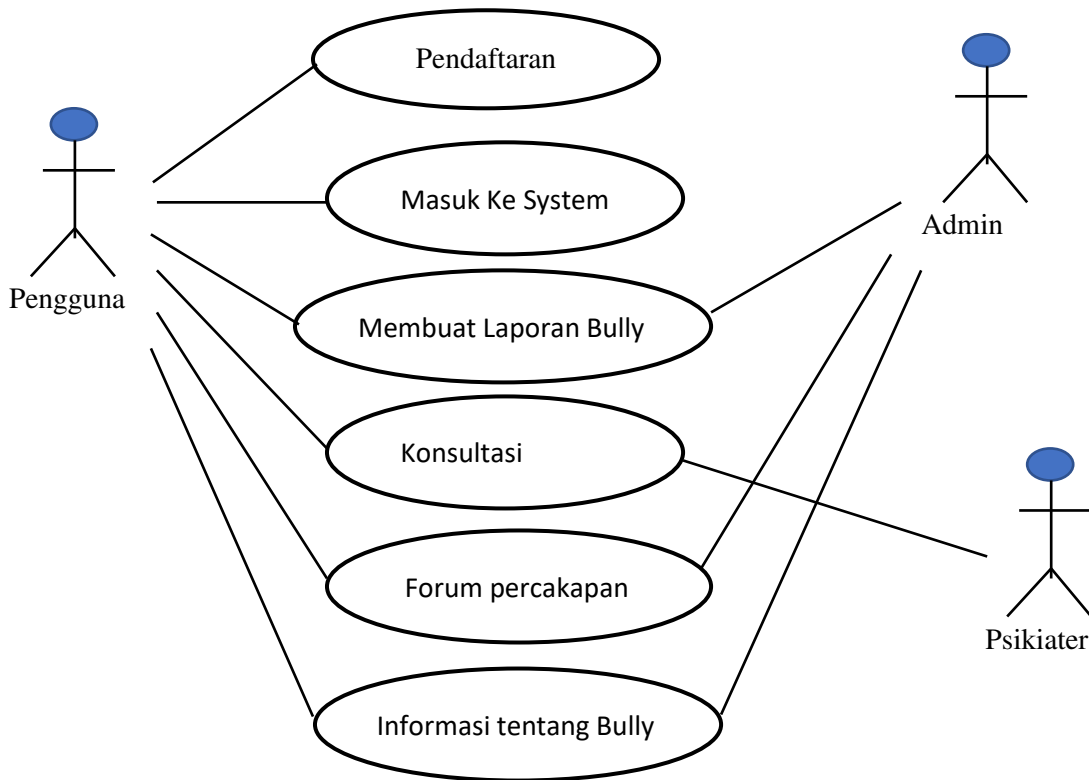 Pendaftaran
Masuk Ke System
Admin
Pengguna
Membuat Laporan Bully
Konsultasi
Forum percakapan
Psikiater
Informasi tentang Bully